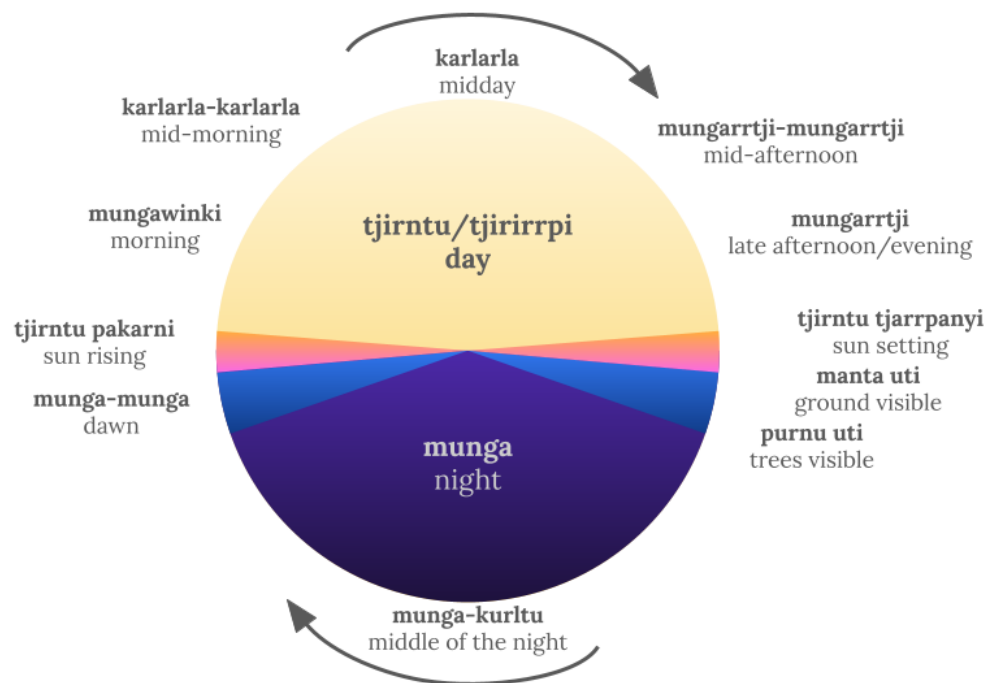 karlarla
midday
karlarla-karlarla
mid-morning
mungarrtji-mungarrtji
mid-afternoon
mungawinki
morning
tjirntu/tjirirrpi
day
mungarrtji
late afternoon/evening
tjirntu pakarni
sun rising
tjirntu tjarrpanyi
sun setting
munga-munga
dawn
manta uti
ground visible
purnu uti
trees visible
munga
night
munga-kurltu
middle of the night